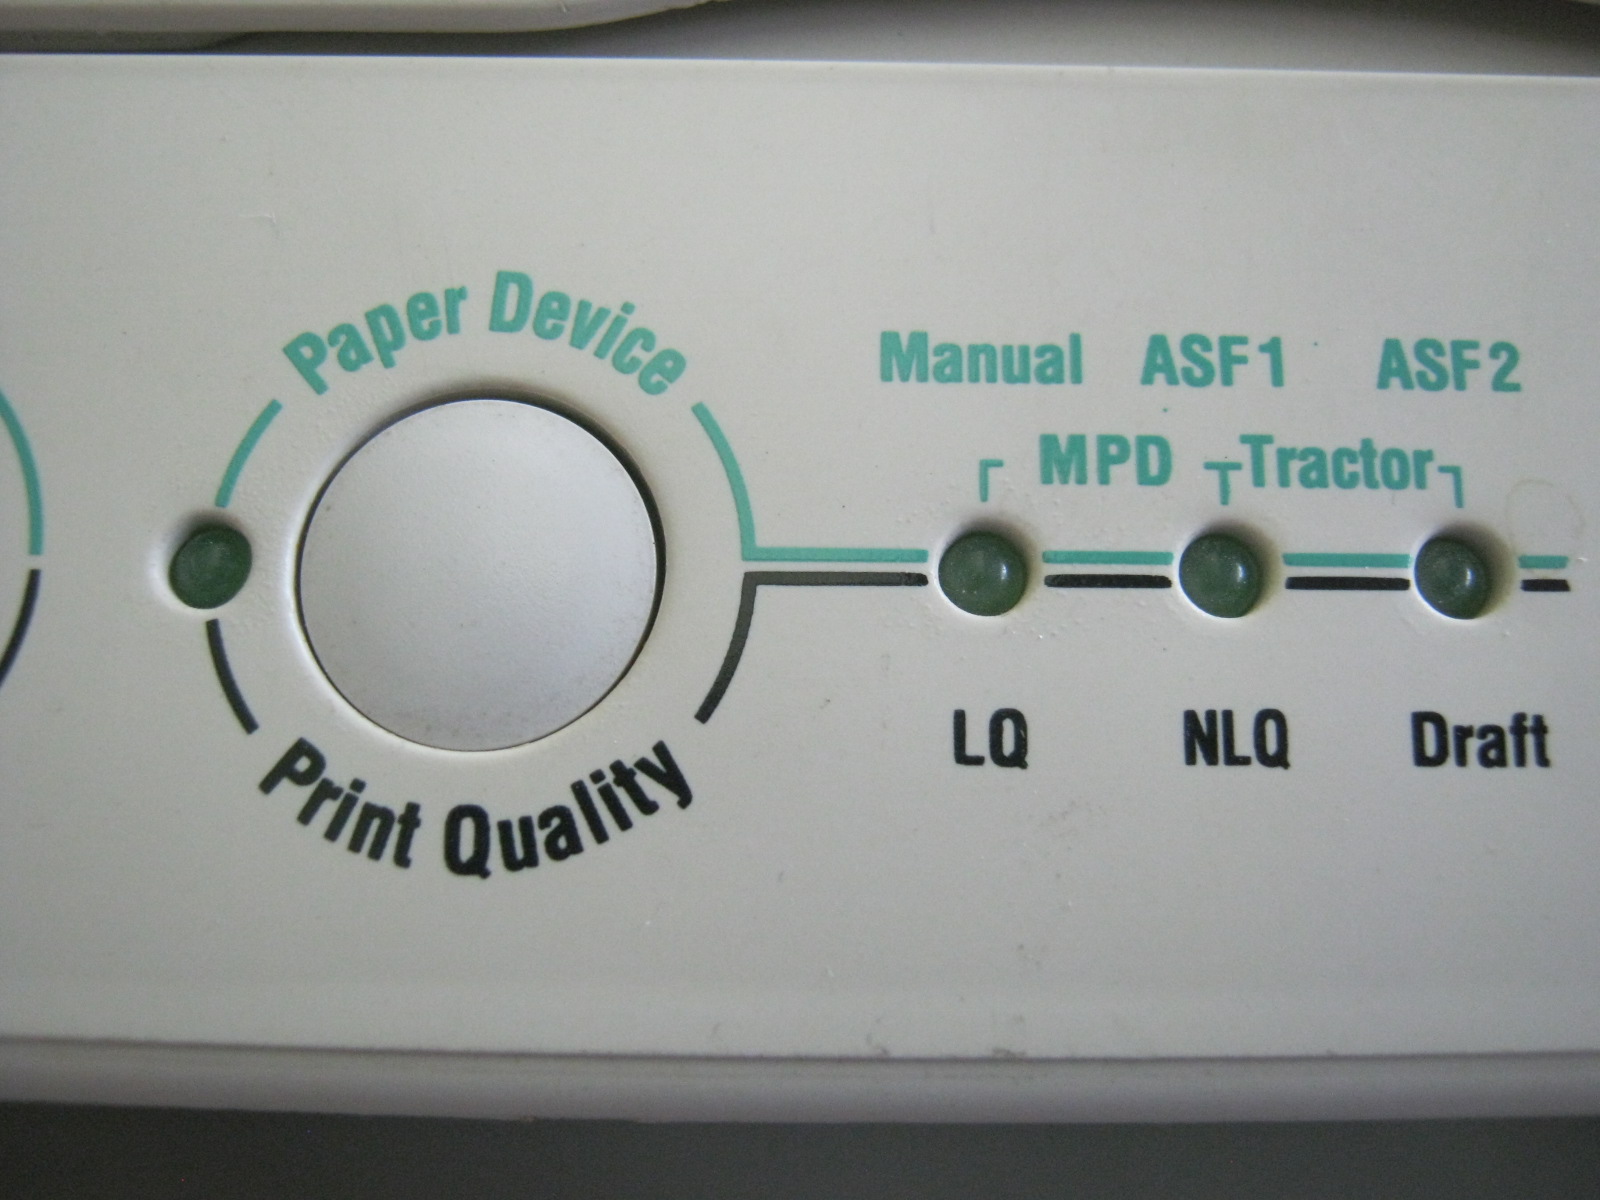 Paper Device
Manual ASF1 ASF2
MPD Tractor
LQ NLQ Draft
Print Quality